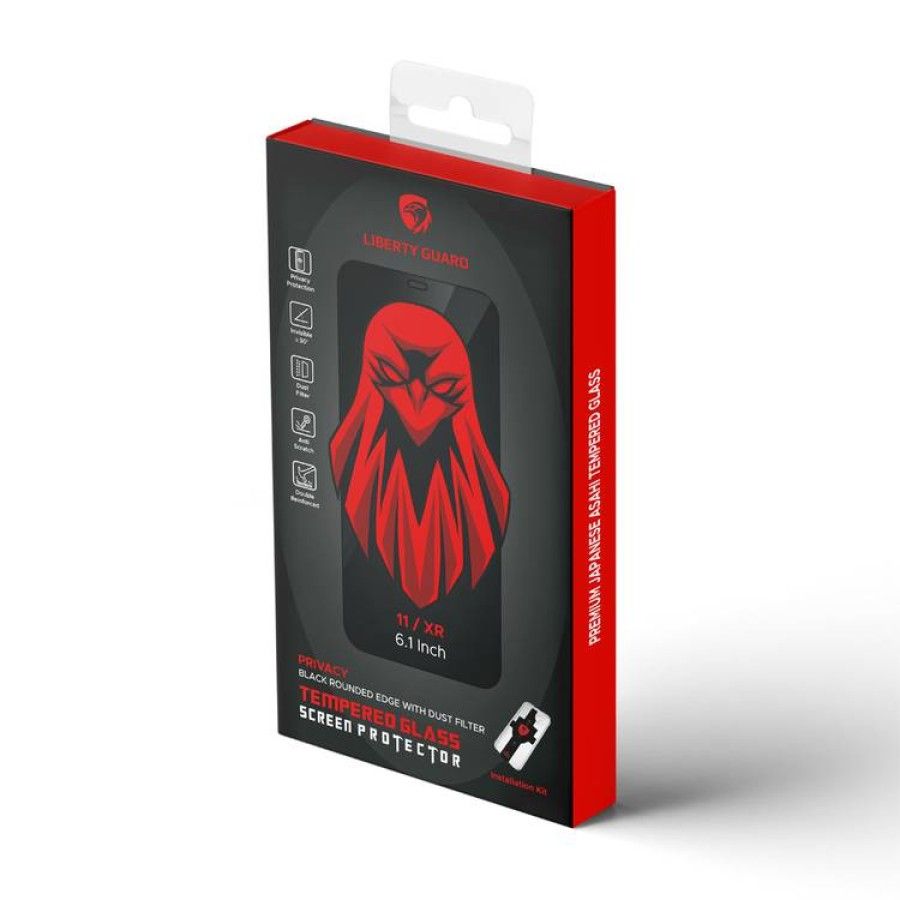 LIBERTY GUARD
Privacy
Protection
Invisible
≥30°
Dust
Filter
Anti
Scratch
Double
Reinforced
11 / XR
6.1 Inch
PRIVACY
BLACK ROUNDED EDGE WITH DUST FILTER
TEMPERED GLASS
SCREEN PROTECTOR
Installation Kit
PREMIUM JAPANESE ASAHI TEMPERED GLASS